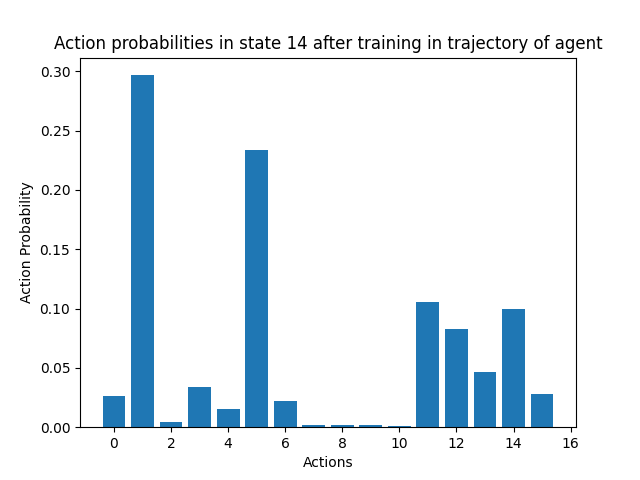 Action probabilities in state 14 after training in trajectory of agent
0.30
0.25
0.20
0.15
0.10
0.05
0.00
Action Probability
0 2 4 6 8 10 12 14 16
Actions